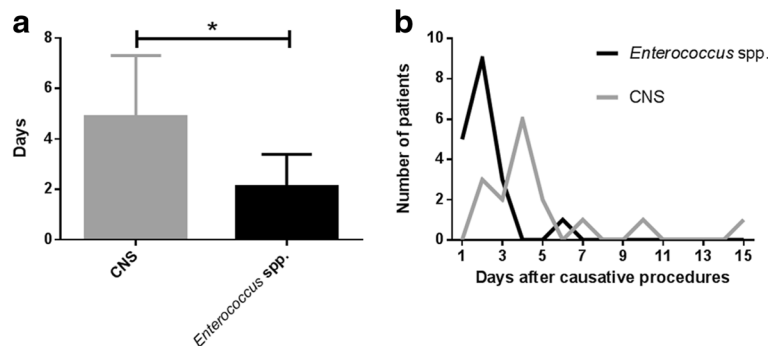 a
*
8
6
4
2
0
Days
CNS
Enterococcus spp.
b
10
8
6
4
2
0
Number of patients
Enterococcus spp.
CNS
1 3 5 7 9 11 13 15
Days after causative procedures